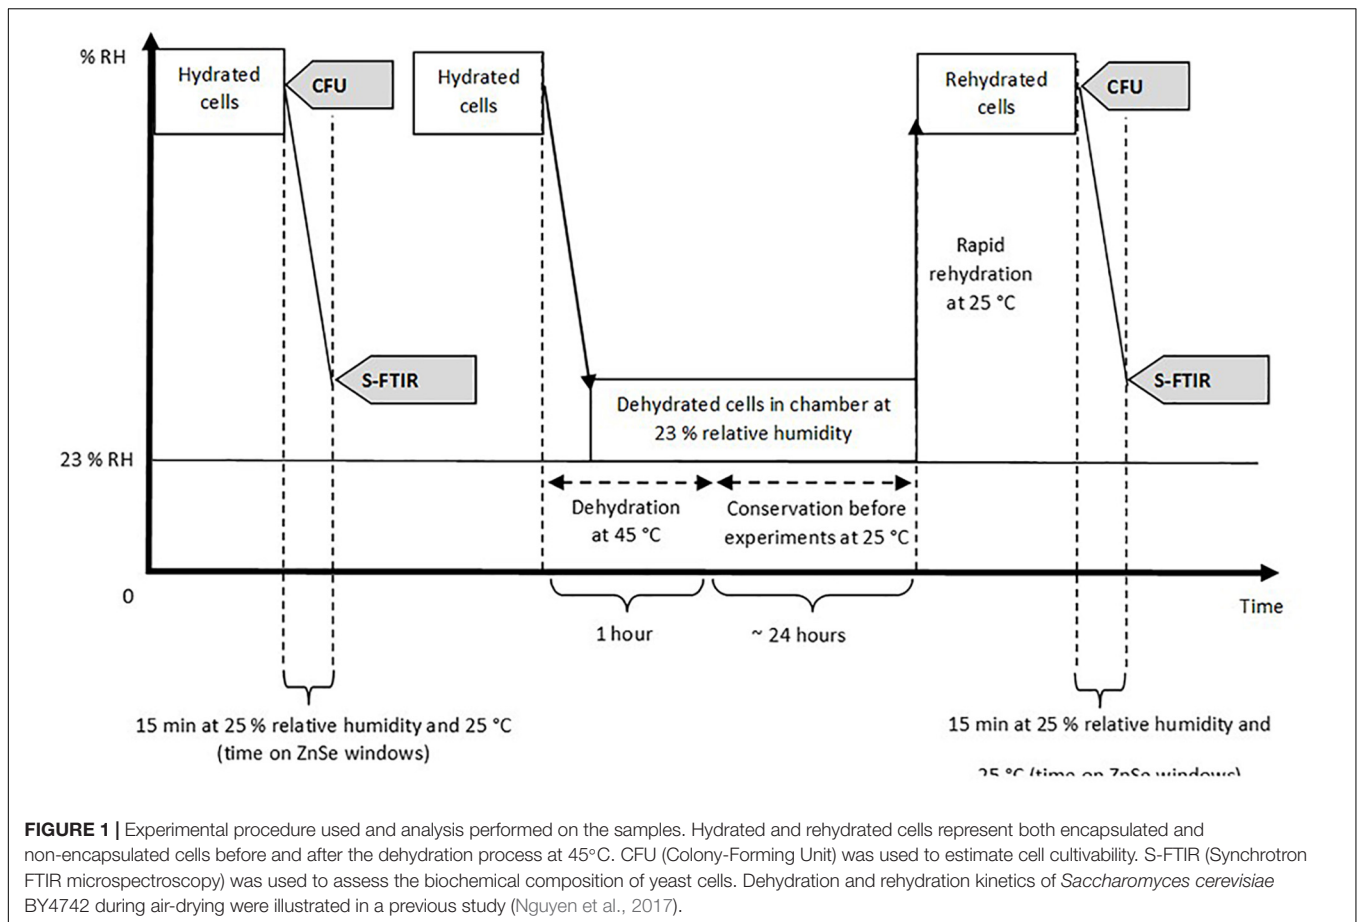 % RH
Hydrated
cells
CFU
Hydrated
cells
Rehydrated
cells
CFU
Rapid
rehydration
at 25 °C
S-FTIR
Dehydrated cells in chamber at
23 % relative humidity
S-FTIR
23 % RH
Dehydration
at 45 °C
Conservation before
experiments at 25 °C
0
Time
1 hour
~ 24 hours
15 min at 25 % relative humidity and 25 °C
(time on ZnSe windows)
15 min at 25 % relative humidity and
25 °C (time on ZnSe windows)
FIGURE 1 | Experimental procedure used and analysis performed on the samples. Hydrated and rehydrated cells represent both encapsulated and
non-encapsulated cells before and after the dehydration process at 45°C. CFU (Colony-Forming Unit) was used to estimate cell cultivability. S-FTIR (Synchrotron
FTIR microspectroscopy) was used to assess the biochemical composition of yeast cells. Dehydration and rehydration kinetics of Saccharomyces cerevisiae
BY4742 during air-drying were illustrated in a previous study (Nguyen et al., 2017).